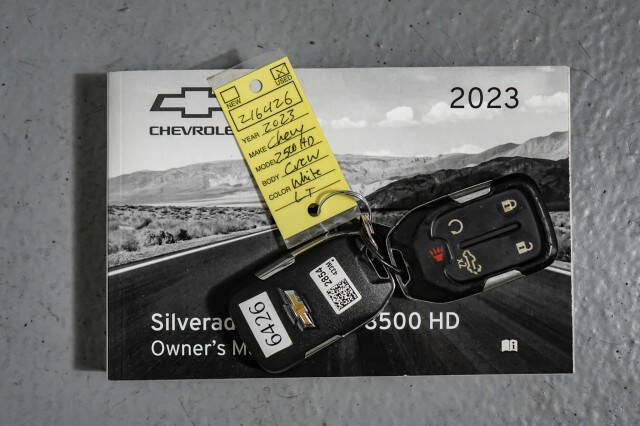 CHEVROLE
2023
NEW
USED
216426
YEAR 2023
MAKE Chevy
MODEL 2500 HD
BODY Crew
COLOR White
LT
2854
6426
Silverad 3500 HD
Owner's M